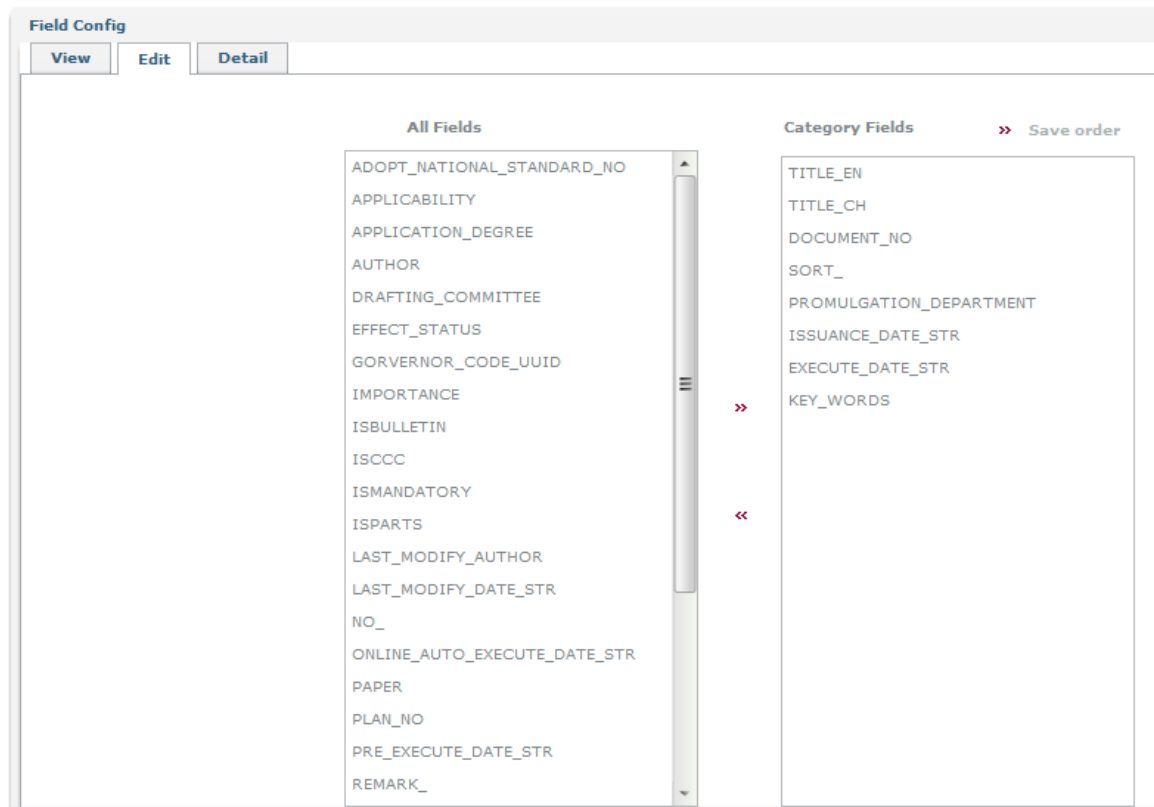 Field Config
View Edit Detail
All Fields
ADOPT_NATIONAL_STANDARD_NO
APPLICABILITY
APPLICATION_DEGREE
AUTHOR
DRAFTING_COMMITTEE
EFFECT_STATUS
GORVERNOR_CODE_UUID
IMPORTANCE
ISBULLETIN
ISCCC
ISMANDATORY
ISPARTS
LAST_MODIFY_AUTHOR
LAST_MODIFY_DATE_STR
NO_
ONLINE_AUTO_EXECUTE_DATE_STR
PAPER
PLAN_NO
PRE_EXECUTE_DATE_STR
REMARK_
»
«
Category Fields » Save order
TITLE_EN
TITLE_CH
DOCUMENT_NO
SORT_
PROMULGATION_DEPARTMENT
ISSUANCE_DATE_STR
EXECUTE_DATE_STR
KEY_WORDS